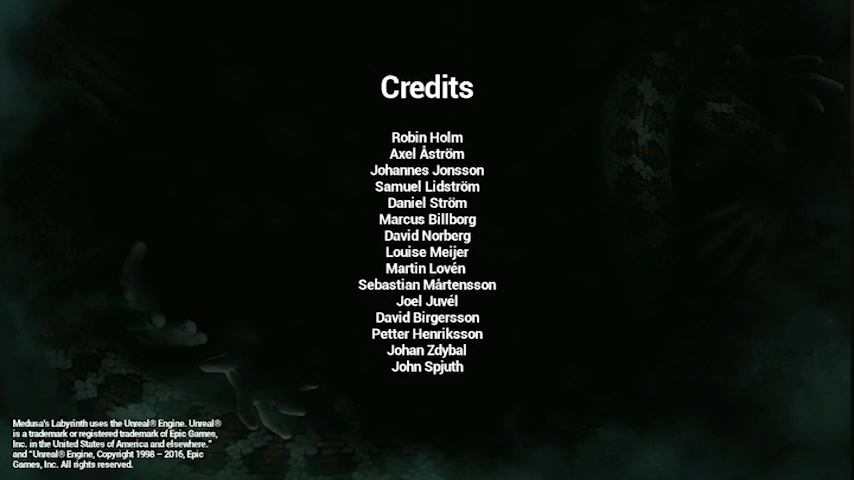 Credits
Robin Holm
Axel Åström
Johannes Jonsson
Samuel Lidström
Daniel Ström
Marcus Billborg
David Norberg
Louise Meijer
Martin Lovén
Sebastian Mårtensson
Joel Juvél
David Birgersson
Petter Henriksson
Johan Zdybal
John Spjuth
Medusa's Labyrinth uses the Unreal® Engine. Unreal®
is a trademark or registered trademark of Epic Games,
Inc. in the United States of America and elsewhere."
and "Unreal® Engine, Copyright 1998 – 2016, Epic
Games, Inc. All rights reserved.